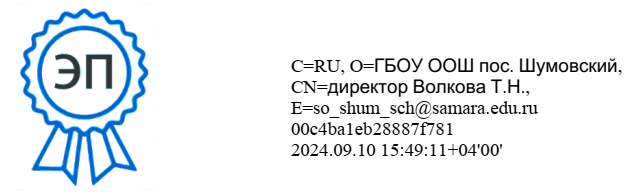 ЭП
C=RU, O=ГБОУ ООШ пос. Шумовский,
CN=директор Волкова Т.Н.,
E=so_shum_sch@samara.edu.ru
00c4ba1eb28887f781
2024.09.10 15:49:11+04'00'